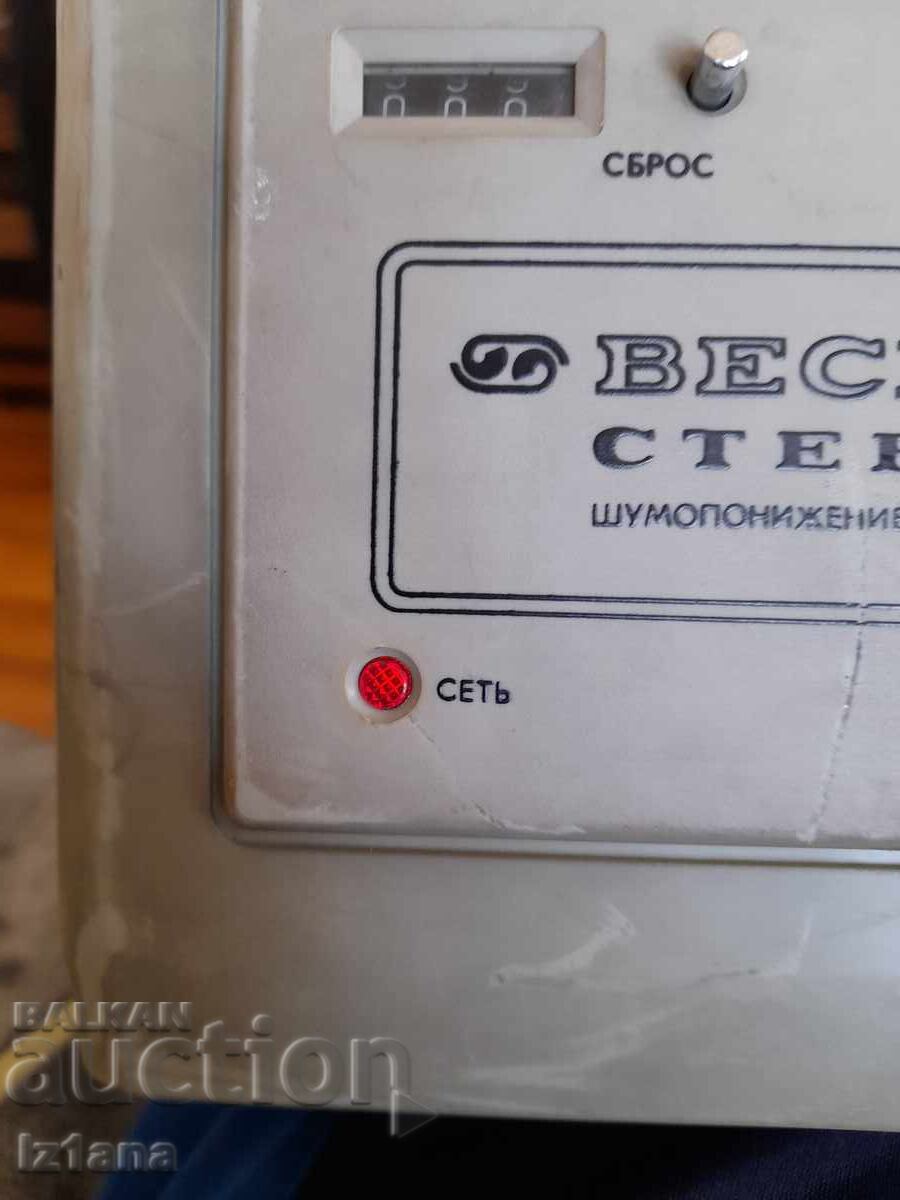 СБРОС
ВЕС
СТЕ
ШУМОПОНИЖЕНИЕ
СЕТЬ
BALKAN
auction
Iz1ana